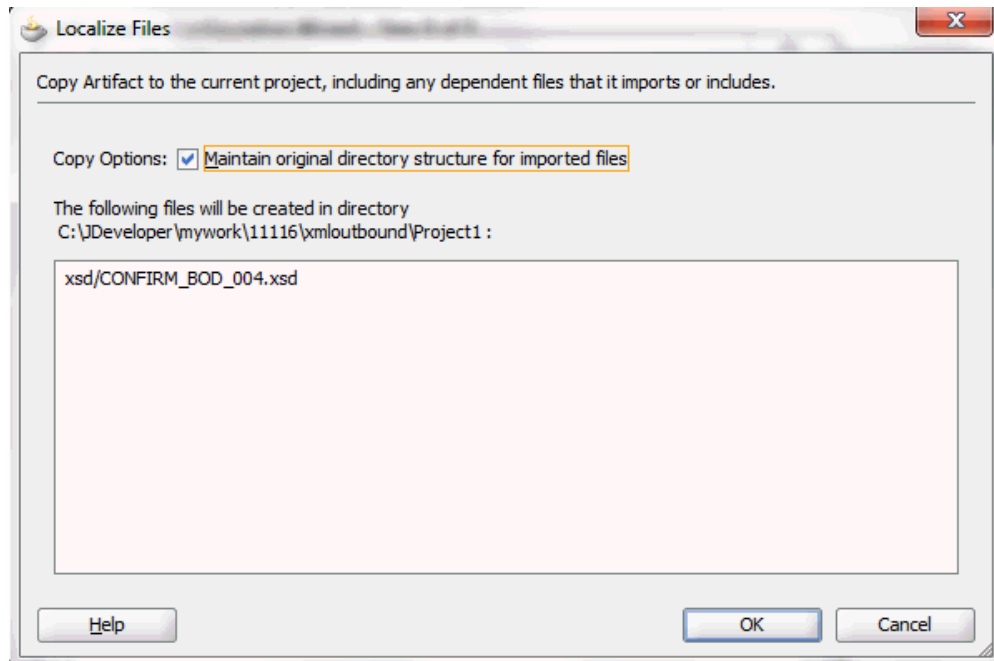 Localize Files
Copy Artifact to the current project, including any dependent files that it imports or includes.
Copy Options: Maintain original directory structure for imported files
The following files will be created in directory
C:\JDeveloper\mywork\11116\xmloutbound\Project1 :
xsd/CONFIRM_BOD_004.xsd
Help OK Cancel